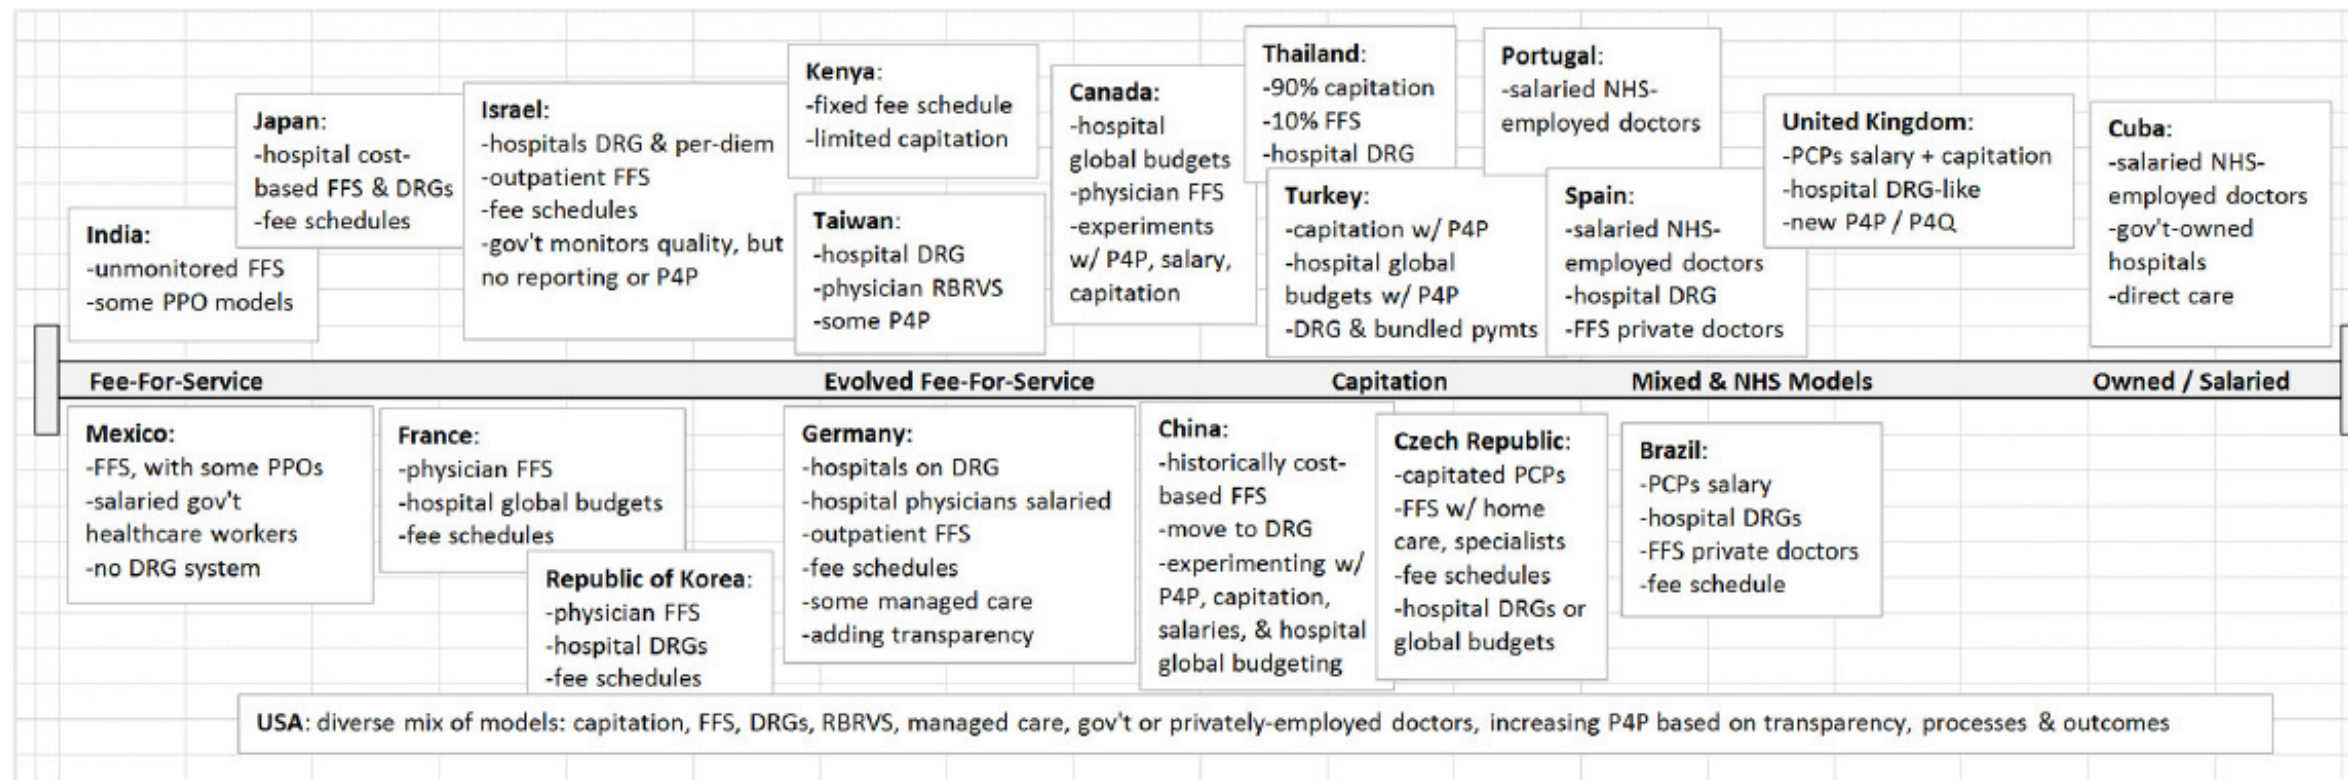 India:
-unmonitored FFS
-some PPO models
Japan:
-hospital cost-
based FFS & DRGs
-fee schedules
Israel:
-hospitals DRG & per-diem
-outpatient FFS
-fee schedules
-gov't monitors quality, but
no reporting or P4P
Kenya:
-fixed fee schedule
-limited capitation
Taiwan:
-hospital DRG
-physician RBRVS
-some P4P
Canada:
-hospital
global budgets
-physician FFS
-experiments
w/ P4P, salary,
capitation
Thailand:
-90% capitation
-10% FFS
-hospital DRG
Turkey:
-capitation w/ P4P
-hospital global
budgets w/ P4P
-DRG & bundled pymts
Portugal:
-salaried NHS-
employed doctors
Spain:
-salaried NHS-
employed doctors
-hospital DRG
-FFS private doctors
United Kingdom:
-PCPs salary + capitation
-hospital DRG-like
-new P4P / P4Q
Cuba:
-salaried NHS-
employed doctors
-gov't-owned
hospitals
-direct care
Fee-For-Service Evolved Fee-For-Service Capitation Mixed & NHS Models Owned / Salaried
Mexico:
-FFS, with some PPOs
-salaried gov't
healthcare workers
-no DRG system
France:
-physician FFS
-hospital global budgets
-fee schedules
Republic of Korea:
-physician FFS
-hospital DRGs
-fee schedules
Germany:
-hospitals on DRG
-hospital physicians salaried
-outpatient FFS
-fee schedules
-some managed care
-adding transparency
China:
-historically cost-
based FFS
-move to DRG
-experimenting w/
P4P, capitation,
salaries, & hospital
global budgeting
Czech Republic:
-capitated PCPs
-FFS w/ home
care, specialists
-fee schedules
-hospital DRGs or
global budgets
Brazil:
-PCPs salary
-hospital DRGs
-FFS private doctors
-fee schedule
USA: diverse mix of models: capitation, FFS, DRGs, RBRVS, managed care, gov't or privately-employed doctors, increasing P4P based on transparency, processes & outcomes